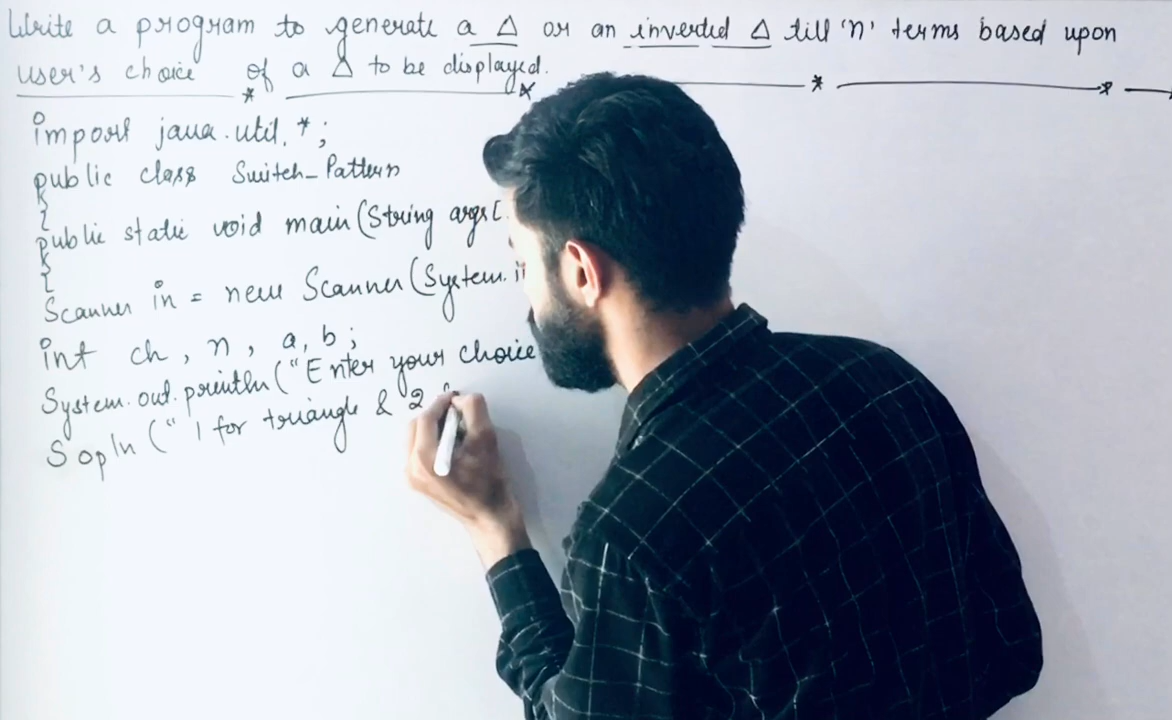 Write a program to generate a Δ or an inverted Δ till 'n' terms based upon
user's choice of a Δ to be displayed.
import java.util.*;
public class Switch_Pattern
{
public static void main(String args[
{
Scanner in = new Scanner(System.in
int ch, n, a, b;
System.out.println("Enter your choice
Sopln (" 1 for triangle & 2